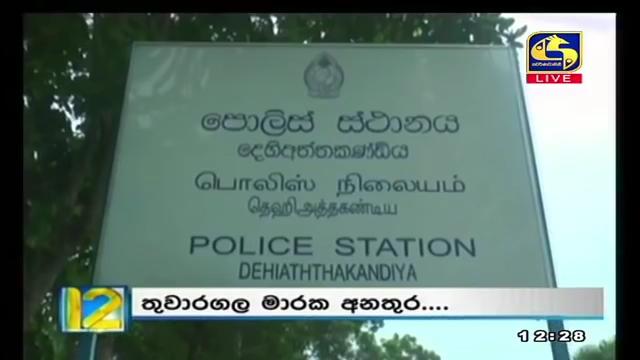 LIVE
පොලිස් ස්ථානය
දෙහිඅත්තකණ්ඩිය
பொலிஸ் நிலையம்
தெஹிஅத்தகண்டிய
POLICE STATION
DEHIATHTHAKANDIYA
12 තුවාරගල මාරක අනතුර....
12:28